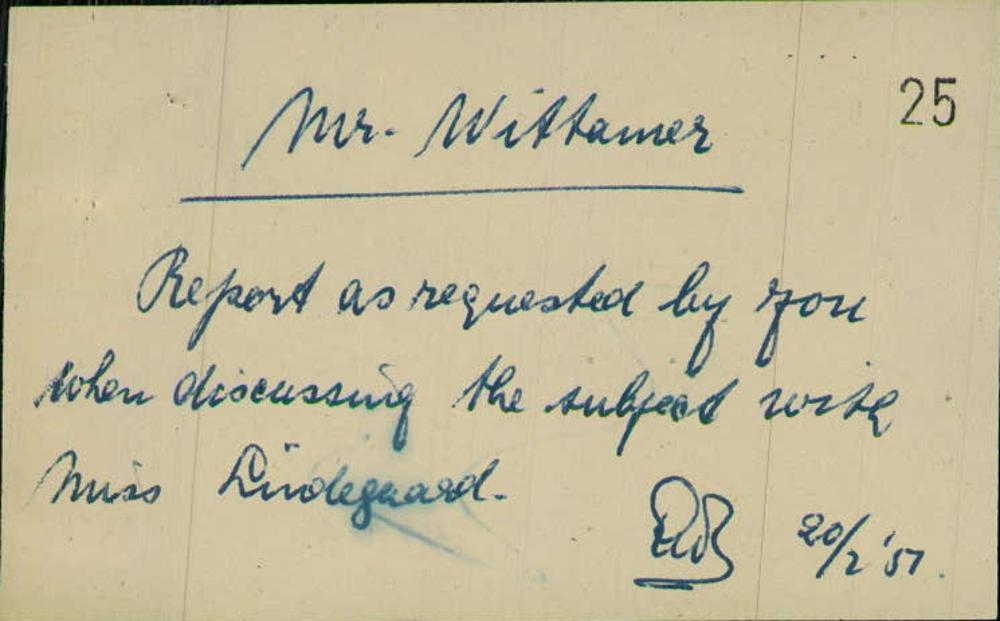 25
Mr. Wittamer
Report as requested by you
when discussing the subject with
Miss Lindegaard.
20/2 '51.